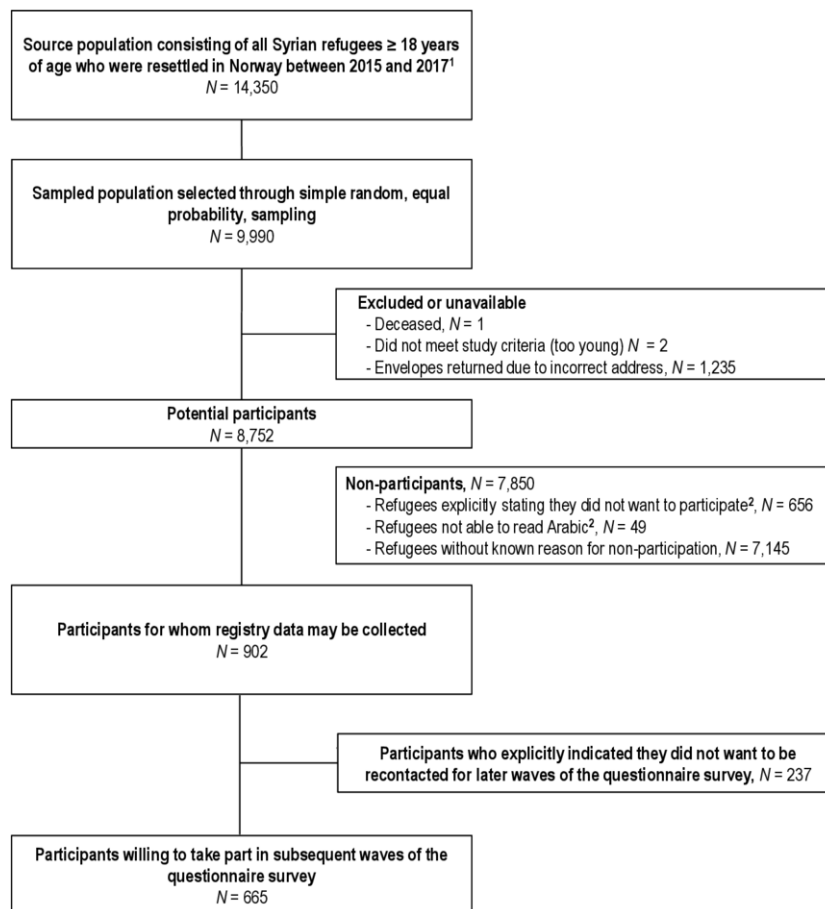 Source population consisting of all Syrian refugees ≥ 18 years
of age who were resettled in Norway between 2015 and 2017¹
N = 14,350
Sampled population selected through simple random, equal
probability, sampling
N = 9,990
Excluded or unavailable
- Deceased, N = 1
- Did not meet study criteria (too young) N = 2
- Envelopes returned due to incorrect address, N = 1,235
Potential participants
N = 8,752
Non-participants, N = 7,850
- Refugees explicitly stating they did not want to participate², N = 656
- Refugees not able to read Arabic², N = 49
- Refugees without known reason for non-participation, N = 7,145
Participants for whom registry data may be collected
N = 902
Participants who explicitly indicated they did not want to be
recontacted for later waves of the questionnaire survey, N = 237
Participants willing to take part in subsequent waves of the
questionnaire survey
N = 665